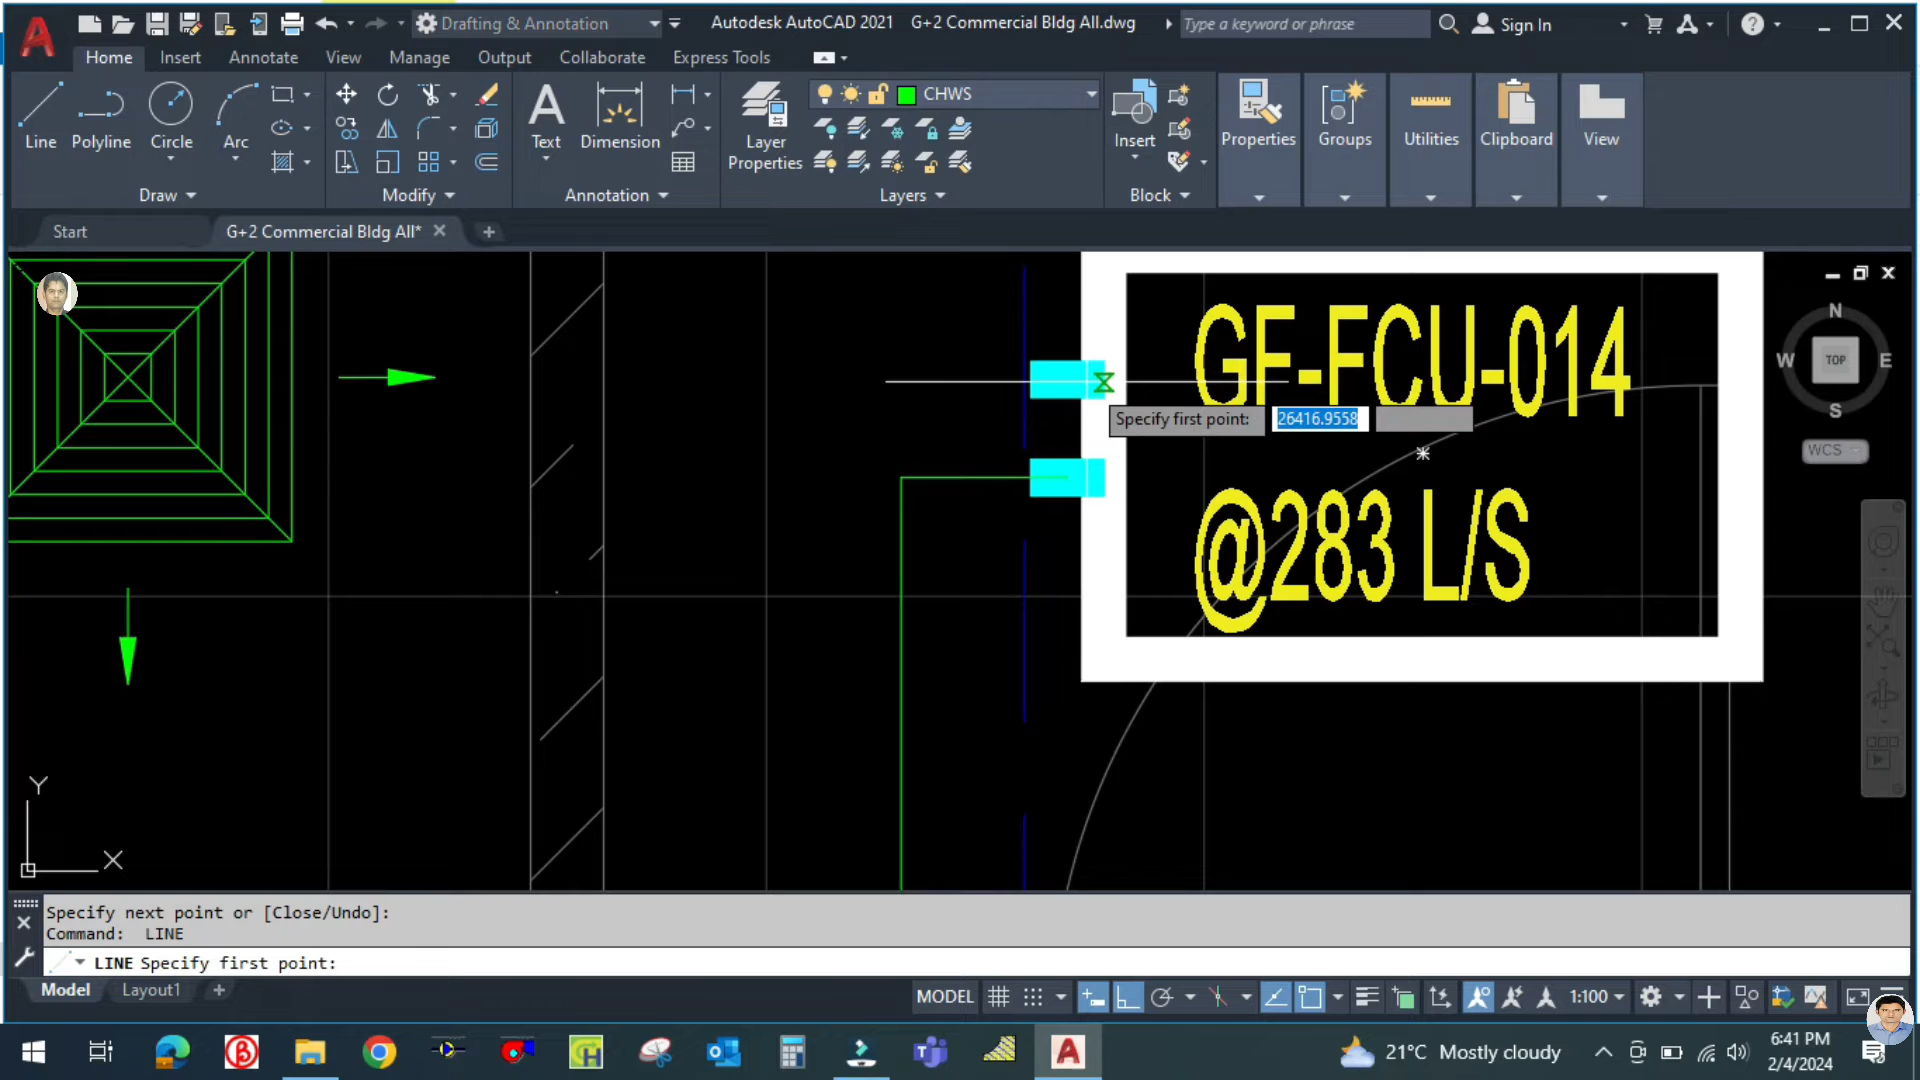 Drafting & Annotation
Autodesk AutoCAD 2021 G+2 Commercial Bldg All.dwg
Type a keyword or phrase
Sign In
Home Insert Annotate View Manage Output Collaborate Express Tools
CHWS
Line Polyline Circle Arc
Text Dimension
Layer Properties
Insert
Properties Groups Utilities Clipboard View
Draw Modify Annotation Layers Block
Start G+2 Commercial Bldg All*
GF-FCU-014
@283 L/S
Specify first point: 26416.9558
N
W TOP E
S
WCS
Y
X
Specify next point or [Close/Undo]:
Command: LINE
LINE Specify first point:
Model Layout1
MODEL
1:100
21°C Mostly cloudy
6:41 PM
2/4/2024